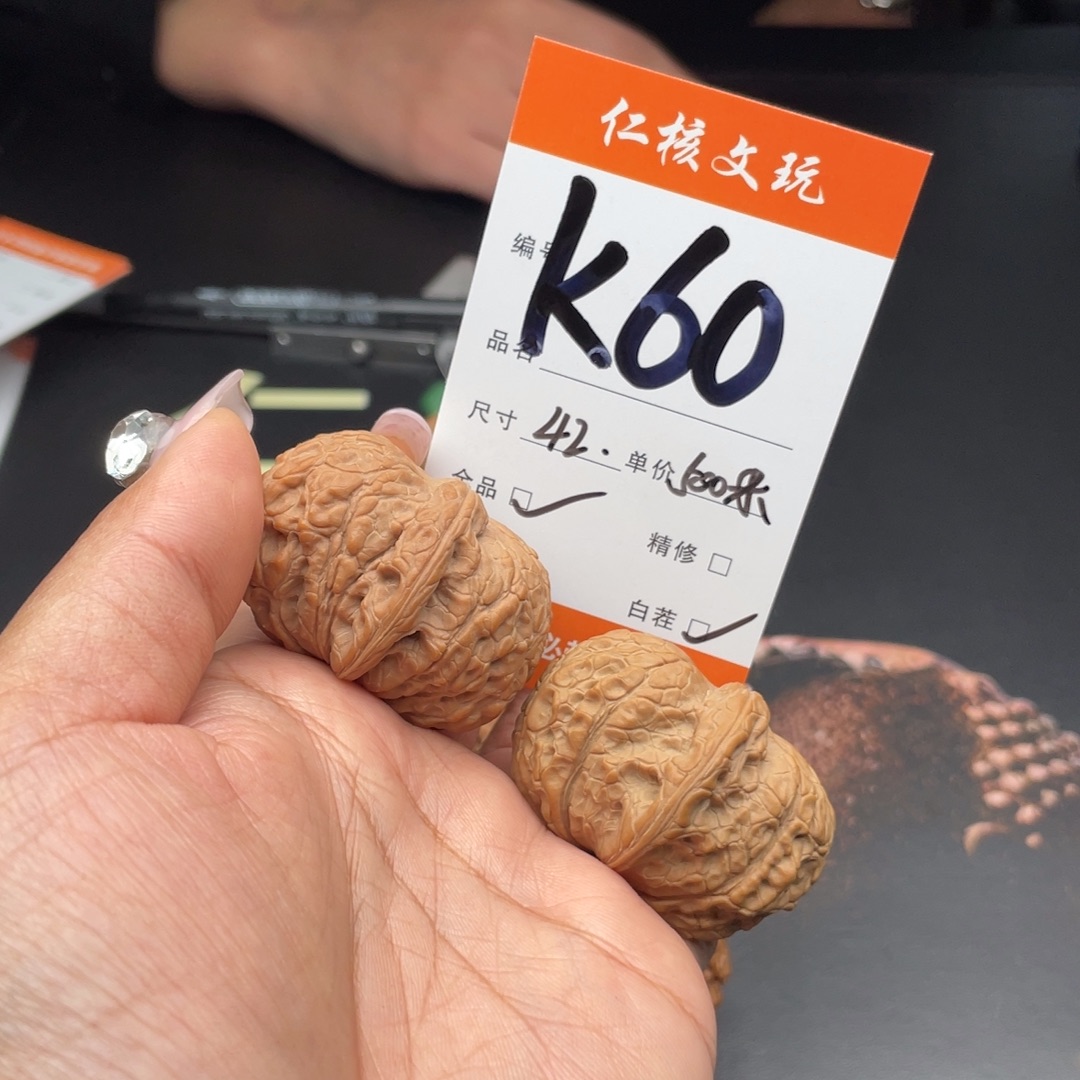 仁核文玩
编号
K60
品名
尺寸 42. 单价 600米
全品 ☐✓
精修 ☐
白茬 ☐✓